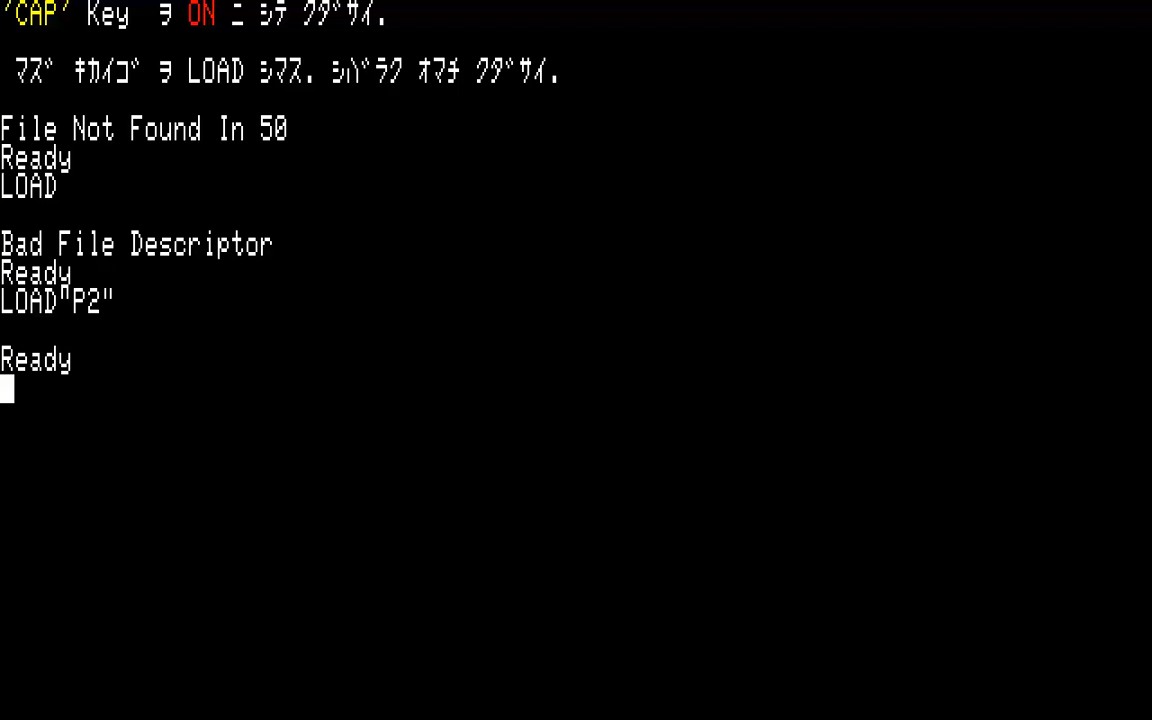 'CAP' Key ヲ ON ニ シテ クダサイ.
マズ キカイゴ ヲ LOAD シマス. シバラク オマチ クダサイ.
File Not Found In 50
Ready
LOAD
Bad File Descriptor
Ready
LOAD"P2"
Ready